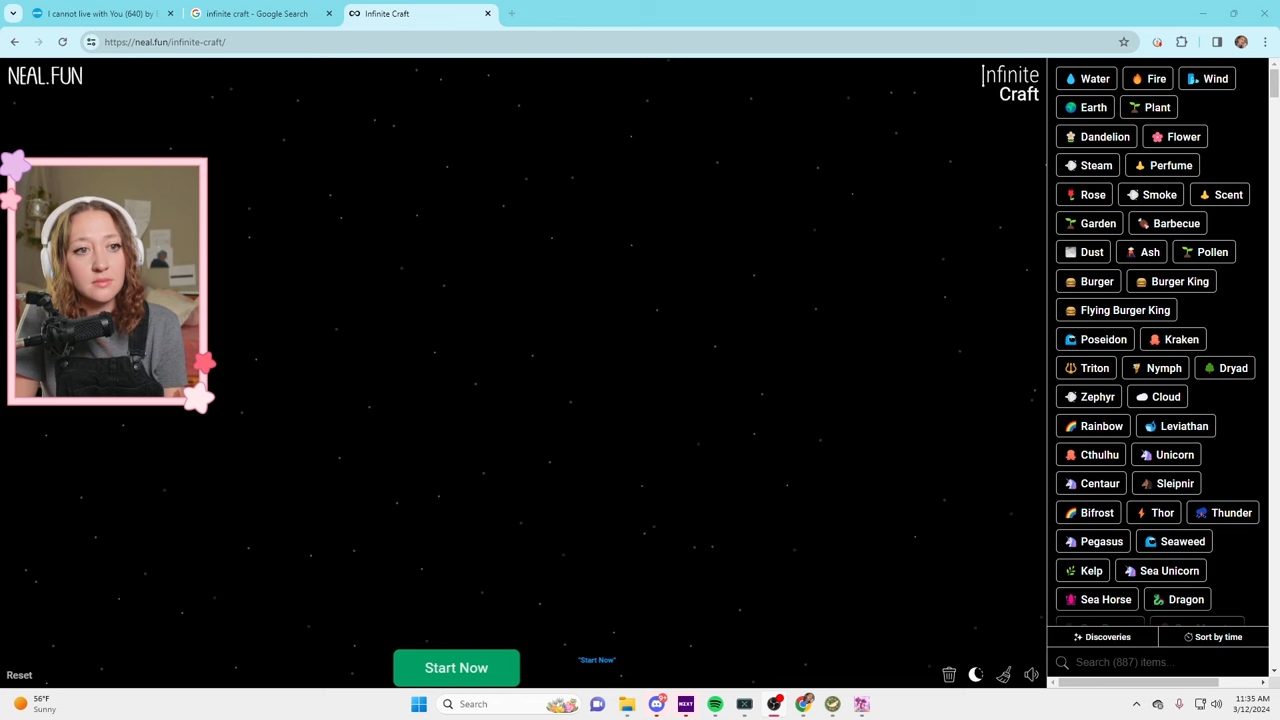 I cannot live with You (640) by
infinite craft - Google Search
Infinite Craft
https://neal.fun/infinite-craft/
NEAL.FUN
Infinite
Craft
Water
Fire
Wind
Earth
Plant
Dandelion
Flower
Steam
Perfume
Rose
Smoke
Scent
Garden
Barbecue
Dust
Ash
Pollen
Burger
Burger King
Flying Burger King
Poseidon
Kraken
Triton
Nymph
Dryad
Zephyr
Cloud
Rainbow
Leviathan
Cthulhu
Unicorn
Centaur
Sleipnir
Bifrost
Thor
Thunder
Pegasus
Seaweed
Kelp
Sea Unicorn
Sea Horse
Dragon
Discoveries
Sort by time
Search (887) items...
Start Now
"Start Now"
Reset
56°F
Sunny
Search
NIXT
11:35 AM
3/12/2024